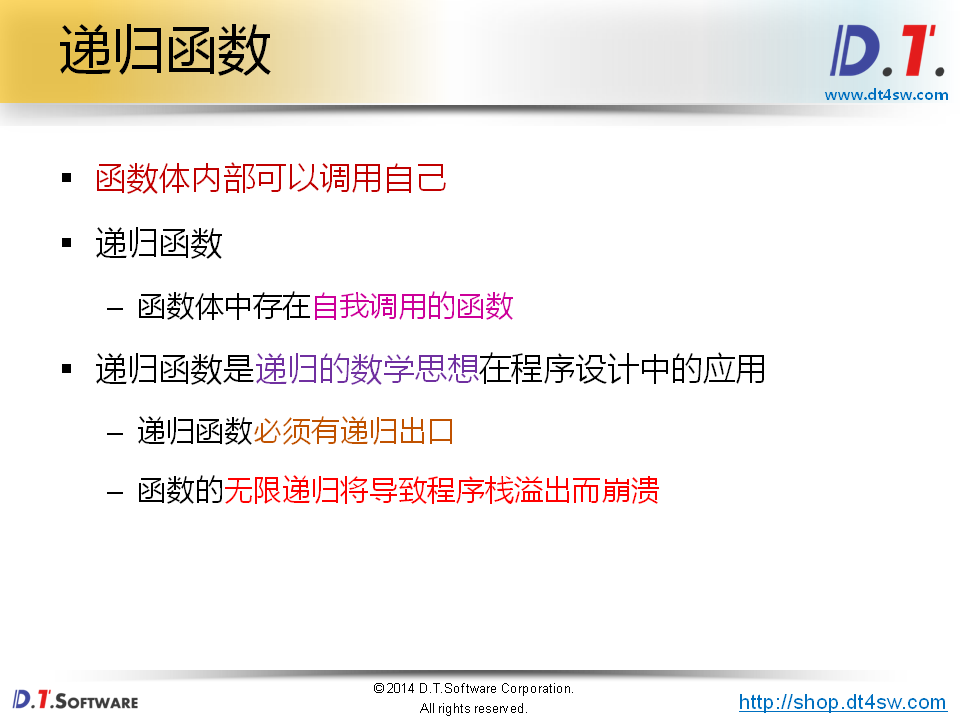 递归函数
D.T.
www.dt4sw.com
▪ 函数体内部可以调用自己
▪ 递归函数
– 函数体中存在自我调用的函数
▪ 递归函数是递归的数学思想在程序设计中的应用
– 递归函数必须有递归出口
– 函数的无限递归将导致程序栈溢出而崩溃
D.T.SOFTWARE
©2014 D.T.Software Corporation.
All rights reserved.
http://shop.dt4sw.com